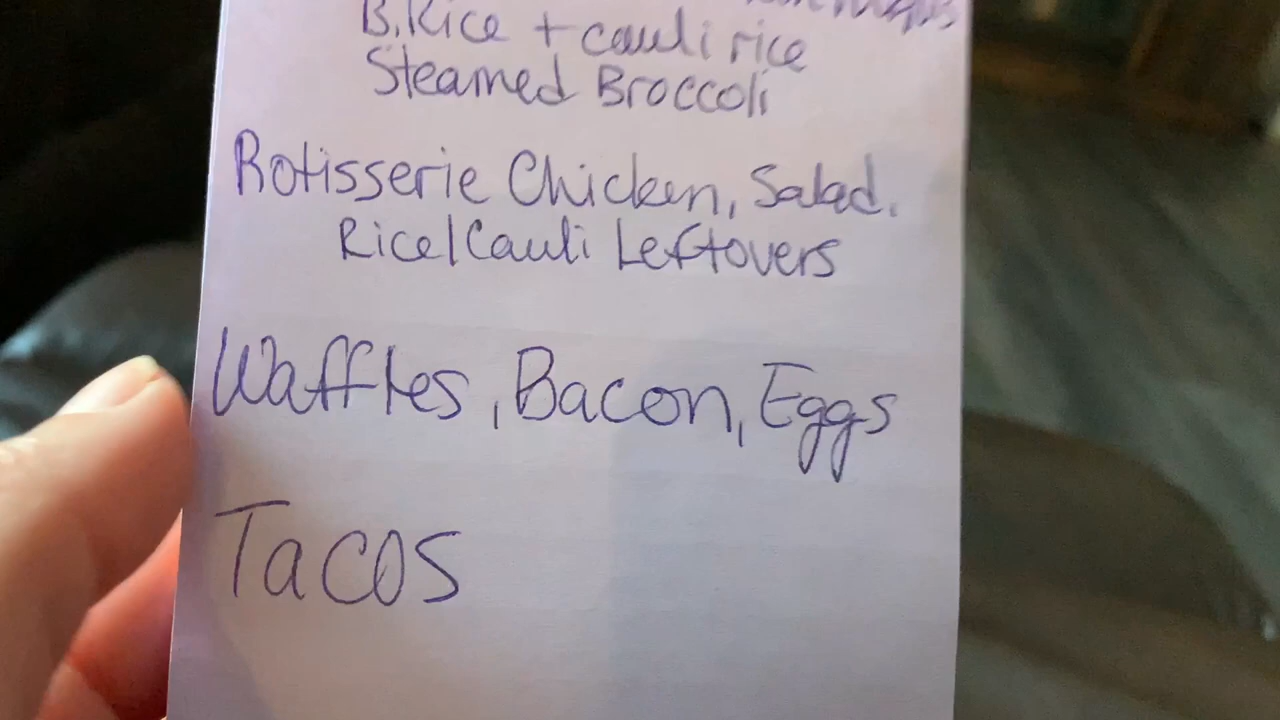 B.Rice + cauli rice
Steamed Broccoli
Rotisserie Chicken, Salad.
Rice/Cauli Leftovers
Waffles, Bacon, Eggs
Tacos